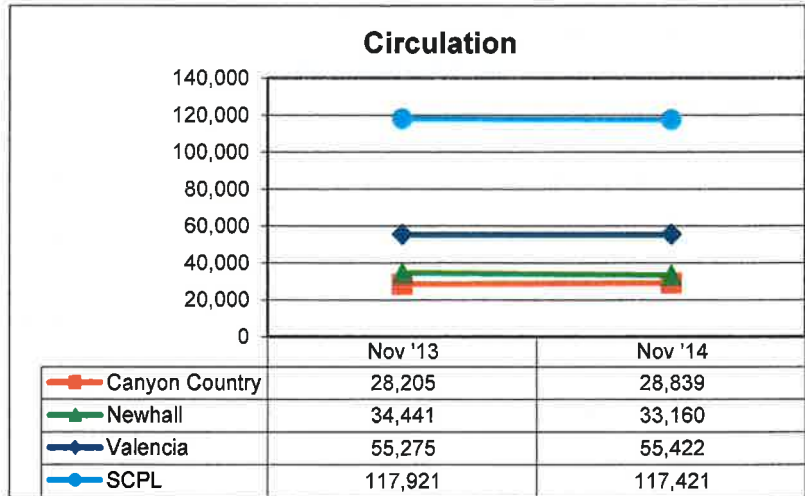 Circulation
140,000
120,000
100,000
80,000
60,000
40,000
20,000
0
Nov '13 Nov '14
Canyon Country 28,205 28,839
Newhall 34,441 33,160
Valencia 55,275 55,422
SCPL 117,921 117,421